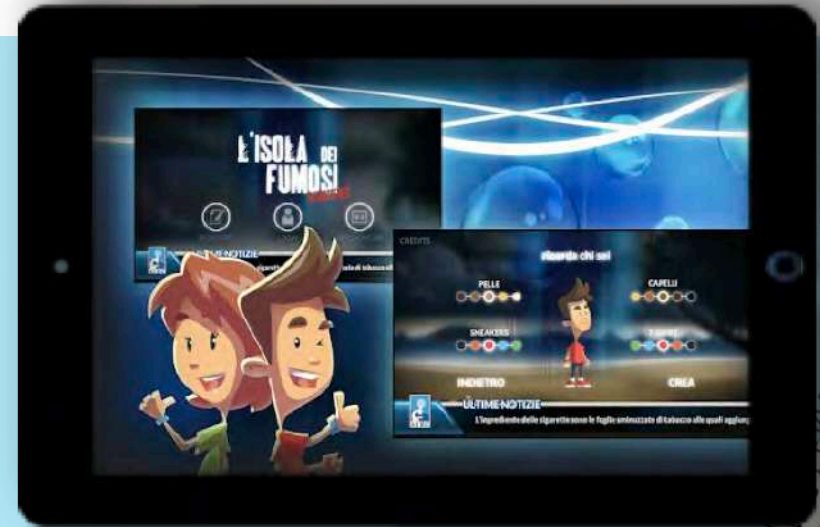 L'ISOLA DEI
FUMOSI
ULTIME NOTIZIE
CREDITS
ricorda chi sei
PELLE
CAPELLI
SNEAKERS
T-SHIRT
INDIETRO
CREA
ULTIME NOTIZIE
L'ingrediente delle sigarette sono le foglie sminuzzate di tabacco alle quali aggiung